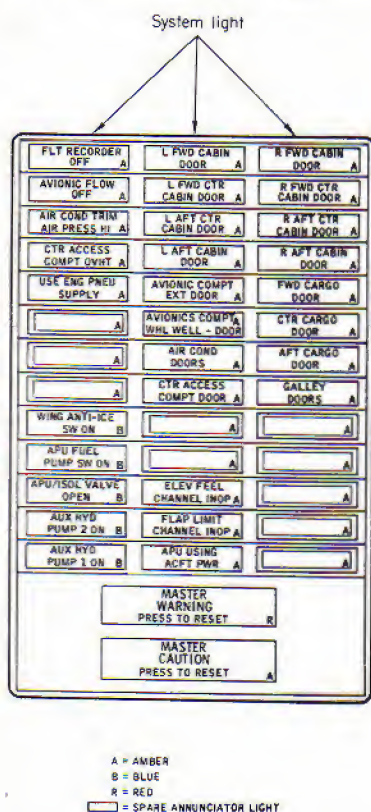 System light
FLT RECORDER OFF A
L FWD CABIN DOOR A
R FWD CABIN DOOR A
AVIONIC FLOW OFF A
L FWD CTR CABIN DOOR A
R FWD CTR CABIN DOOR A
AIR COND TRIM AIR PRESS HI A
L AFT CTR CABIN DOOR A
R AFT CTR CABIN DOOR A
CTR ACCESS COMPT OVHT A
L AFT CABIN DOOR A
R AFT CABIN DOOR A
USE ENG PNEU SUPPLY A
AVIONIC COMPT EXT DOOR A
FWD CARGO DOOR A
A
AVIONICS COMPT WHL WELL - DOOR A
CTR CARGO DOOR A
A
AIR COND DOORS A
AFT CARGO DOOR A
A
CTR ACCESS COMPT DOOR A
GALLEY DOORS A
WING ANTI-ICE SW ON B
A
A
APU FUEL PUMP SW ON B
A
A
APU/ISOL VALVE OPEN B
ELEV FEEL CHANNEL INOP A
A
AUX HYD PUMP 2 ON B
FLAP LIMIT CHANNEL INOP A
A
AUX HYD PUMP 1 ON B
APU USING ACFT PWR A
A
MASTER
WARNING
PRESS TO RESET R
MASTER
CAUTION
PRESS TO RESET A
A = AMBER
B = BLUE
R = RED
= SPARE ANNUNCIATOR LIGHT